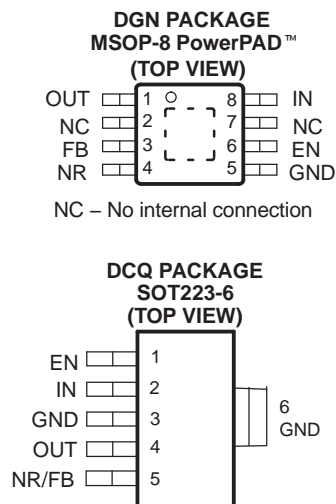 DGN PACKAGE
MSOP-8 PowerPAD™
(TOP VIEW)
OUT 1 8 IN
NC 2 7 NC
FB 3 6 EN
NR 4 5 GND
NC – No internal connection
DCQ PACKAGE
SOT223-6
(TOP VIEW)
EN 1
IN 2
GND 3
OUT 4
NR/FB 5
6
GND